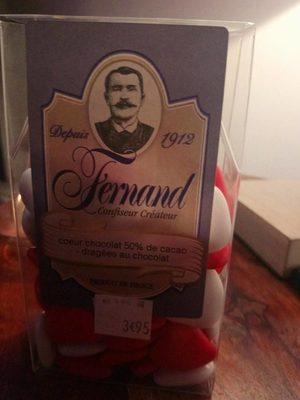 Depuis 1912
Fernand
Confiseur Créateur
coeur chocolat 50% de cacao
- dragées au chocolat
PRODUIT DE FRANCE
3€95